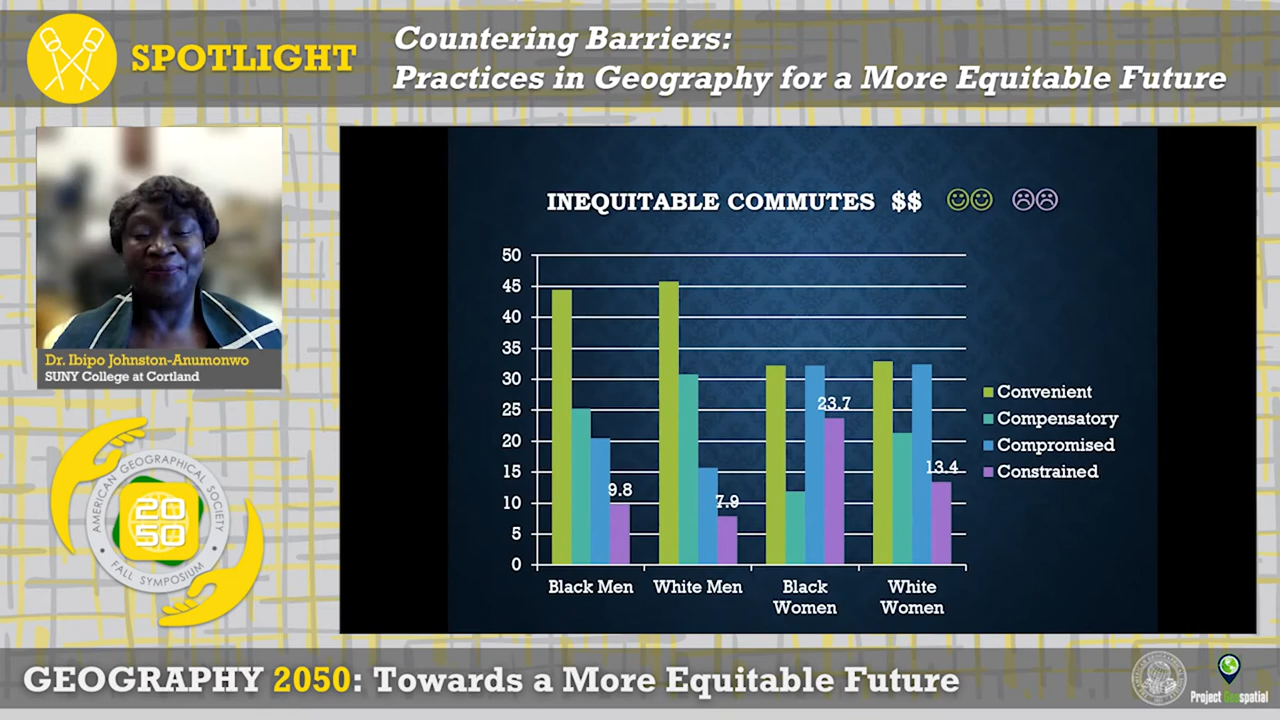 SPOTLIGHT
Countering Barriers:
Practices in Geography for a More Equitable Future
Dr. Ibipo Johnston-Anumonwo
SUNY College at Cortland
AMERICAN GEOGRAPHICAL SOCIETY
20
50
• FALL SYMPOSIUM •
INEQUITABLE COMMUTES $$
50
45
40
35
30
25
20
15
10
5
0
23.7
13.4
9.8
7.9
Black Men
White Men
Black
Women
White
Women
Convenient
Compensatory
Compromised
Constrained
GEOGRAPHY 2050: Towards a More Equitable Future
Project Geospatial